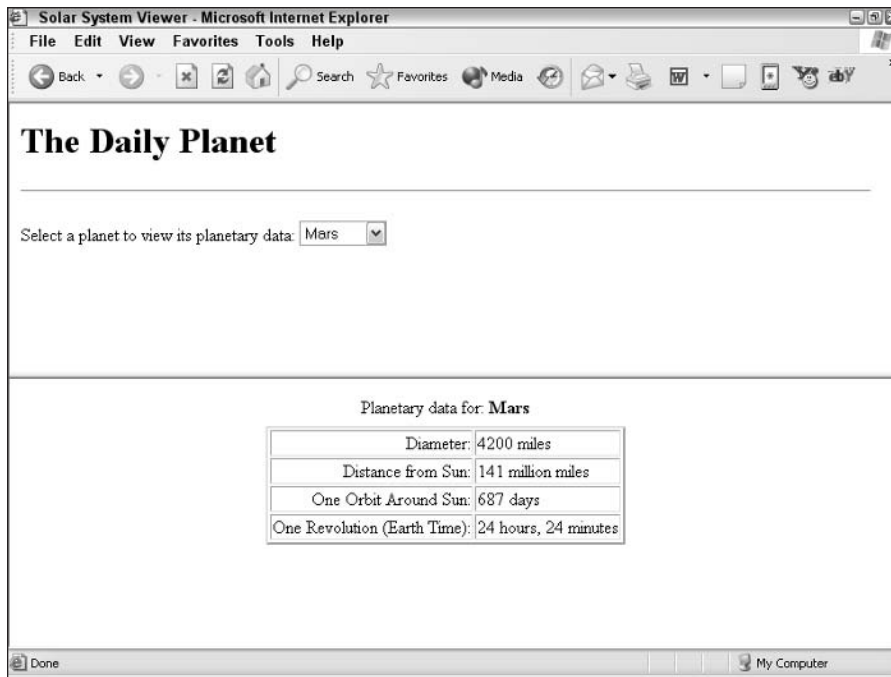 Solar System Viewer - Microsoft Internet Explorer
File Edit View Favorites Tools Help
Back Search Favorites Media
The Daily Planet
Select a planet to view its planetary data: Mars
Planetary data for: Mars
Diameter: 4200 miles
Distance from Sun: 141 million miles
One Orbit Around Sun: 687 days
One Revolution (Earth Time): 24 hours, 24 minutes
Done My Computer